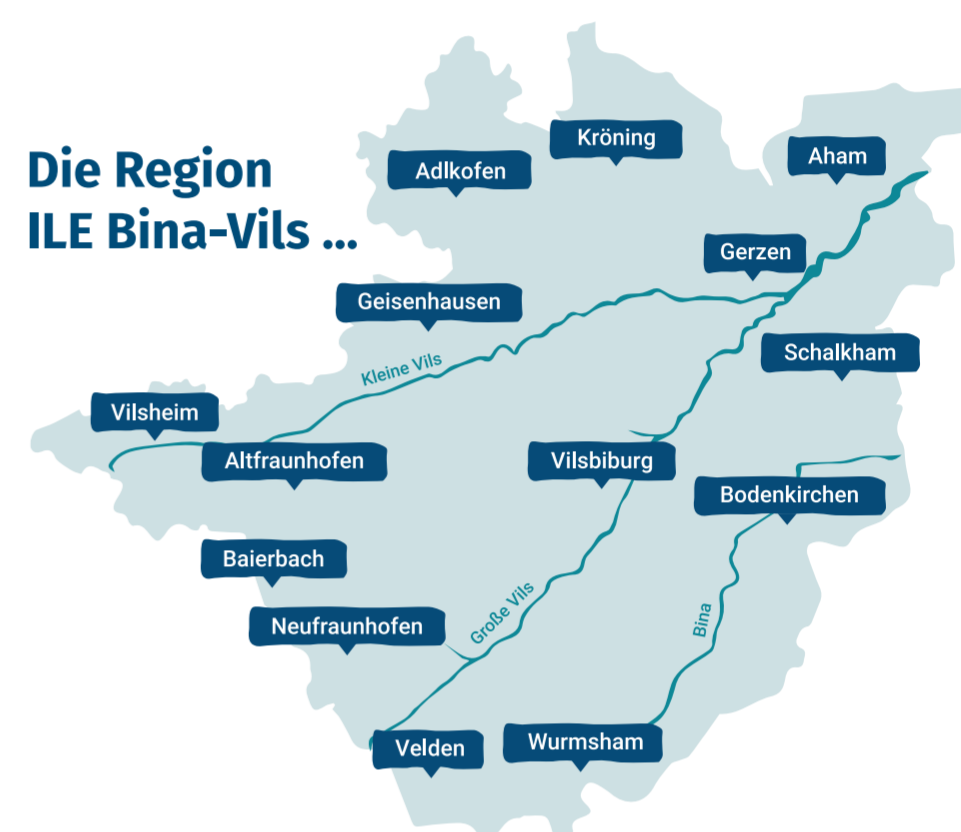 Die Region
ILE Bina-Vils ...
Kröning
Adlkofen
Aham
Gerzen
Geisenhausen
Schalkham
Kleine Vils
Vilsheim
Altfraunhofen
Vilsbiburg
Bodenkirchen
Baierbach
Neufraunhofen
Große Vils
Bina
Velden
Wurmsham